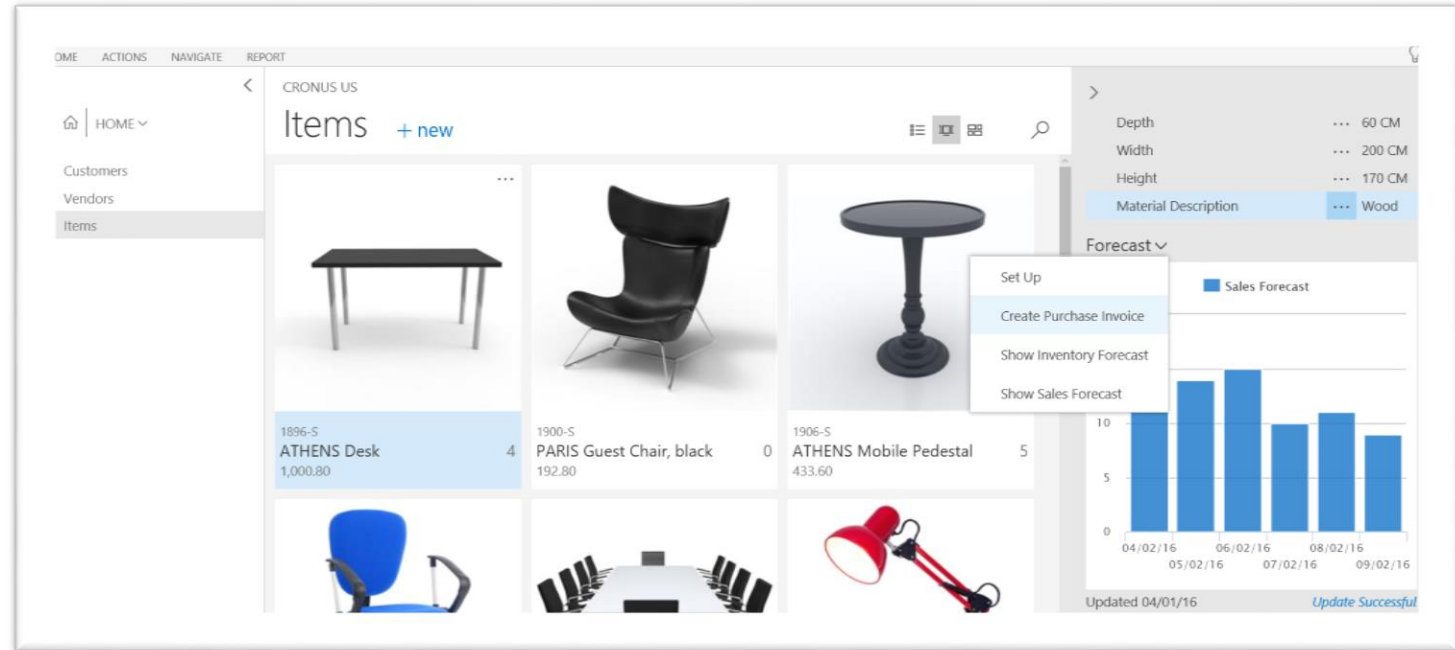 OME ACTIONS NAVIGATE REPORT
CRONUS US
HOME
Items + new
Customers
Vendors
Items
1896-S
ATHENS Desk 4
1,000.80
1900-S
PARIS Guest Chair, black 0
192.80
1906-S
ATHENS Mobile Pedestal 5
433.60
Depth ... 60 CM
Width ... 200 CM
Height ... 170 CM
Material Description ... Wood
Forecast
Set Up
Create Purchase Invoice
Show Inventory Forecast
Show Sales Forecast
Sales Forecast
10
5
0
04/02/16 06/02/16 08/02/16
05/02/16 07/02/16 09/02/16
Updated 04/01/16 Update Successful